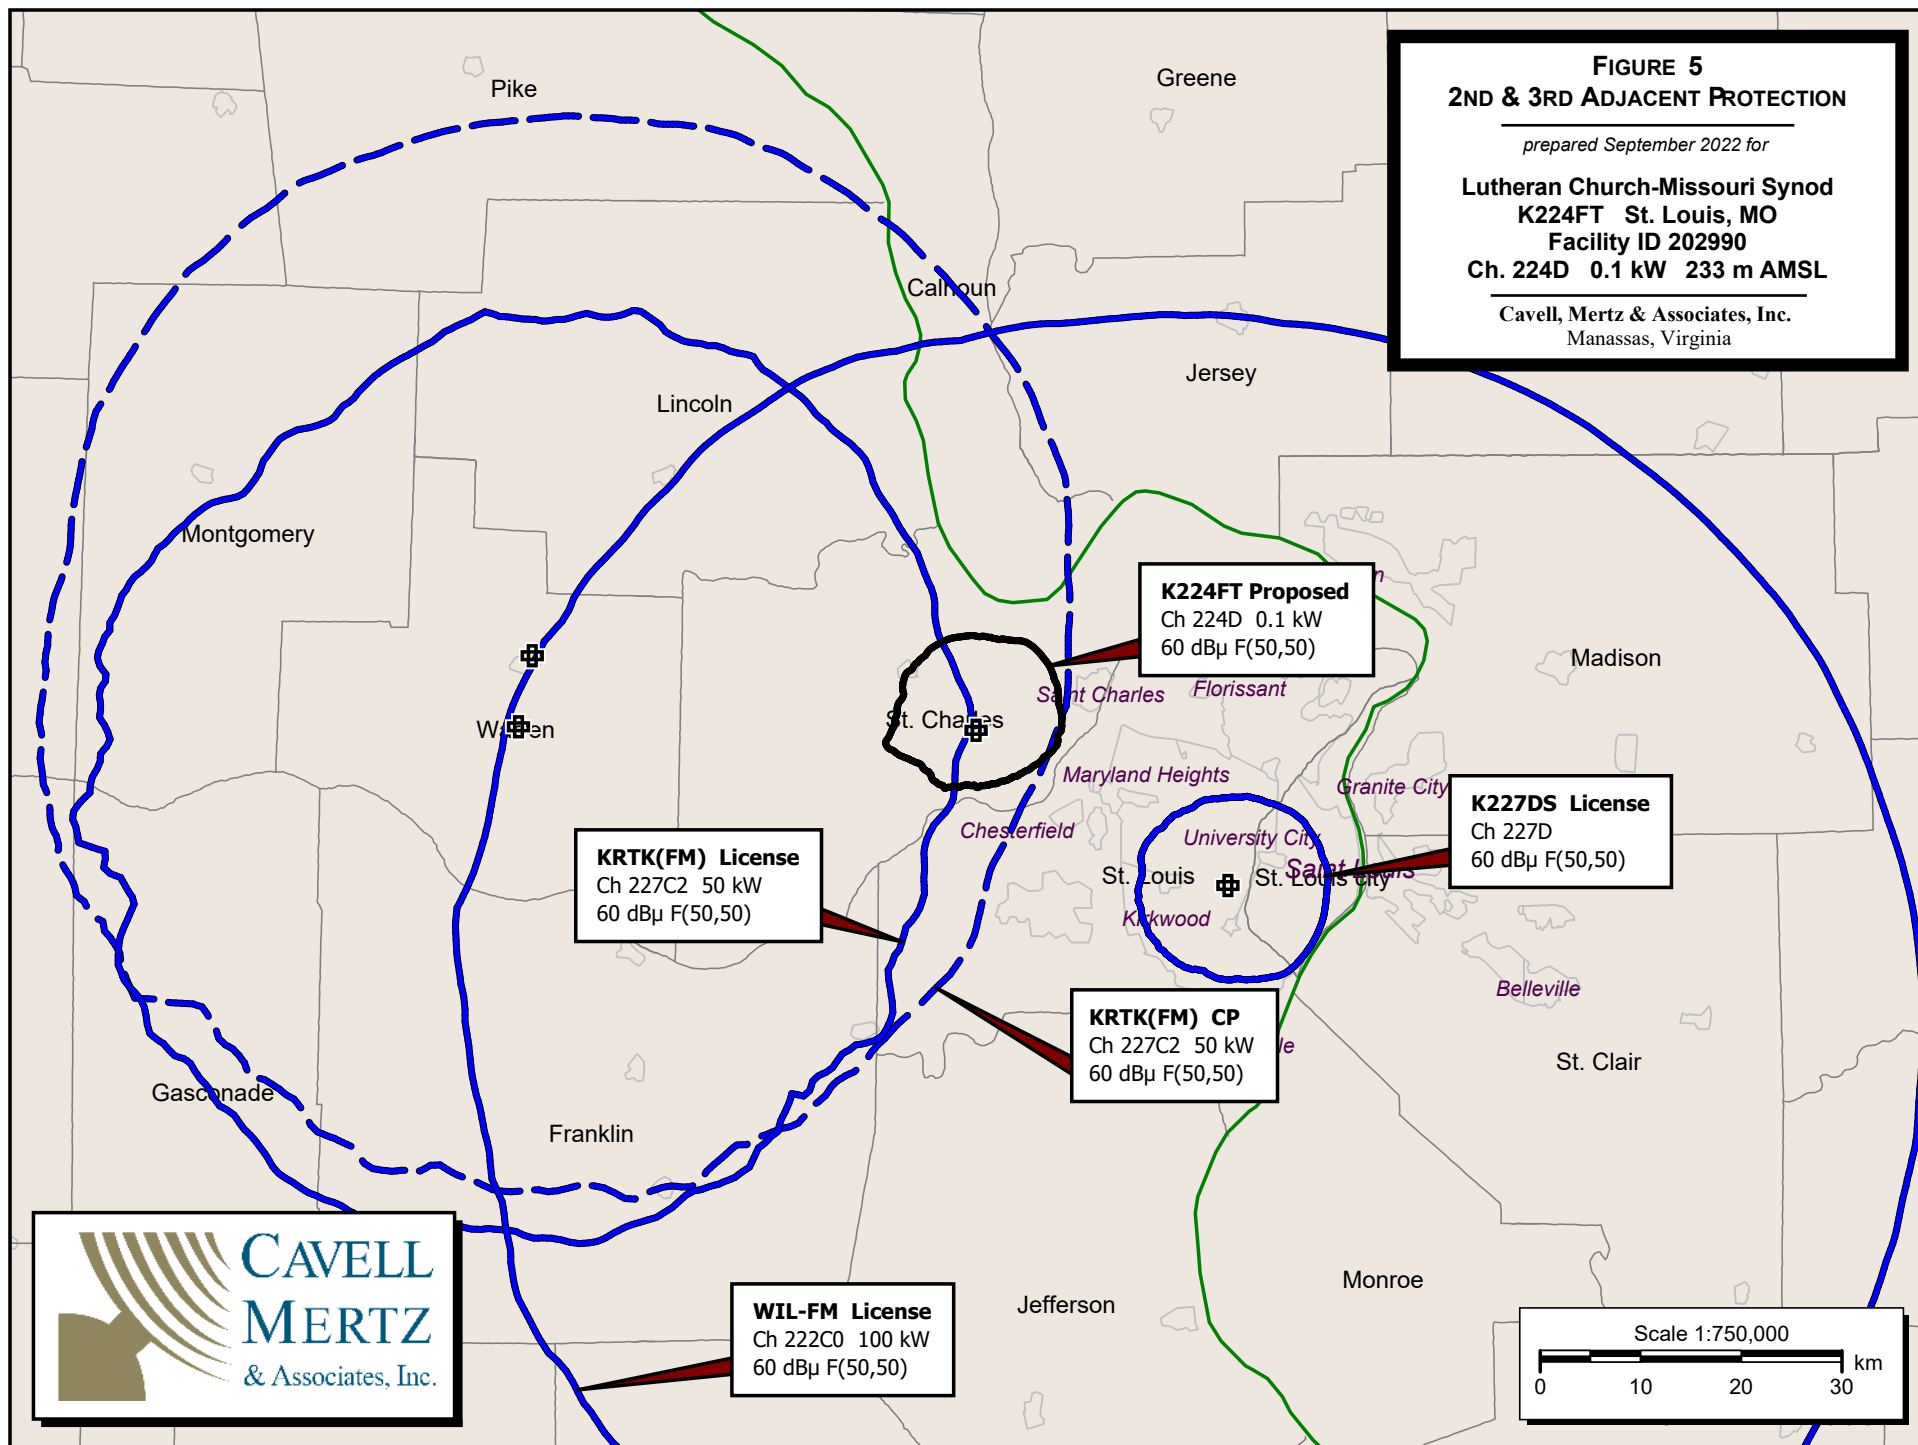 FIGURE 5
2ND & 3RD ADJACENT PROTECTION
prepared September 2022 for
Lutheran Church-Missouri Synod
K224FT St. Louis, MO
Facility ID 202990
Ch. 224D 0.1 kW 233 m AMSL
Cavell, Mertz & Associates, Inc.
Manassas, Virginia
Pike
Greene
Calhoun
Jersey
Lincoln
Montgomery
K224FT Proposed
Ch 224D 0.1 kW
60 dBµ F(50,50)
n
Madison
Saint Charles
Florissant
St. Charles
Warren
Maryland Heights
Granite City
K227DS License
Ch 227D
60 dBµ F(50,50)
Chesterfield
University City
Saint Louis
St. Louis
St. Louis city
Kirkwood
KRTK(FM) License
Ch 227C2 50 kW
60 dBµ F(50,50)
Belleville
KRTK(FM) CP
Ch 227C2 50 kW
60 dBµ F(50,50)
le
St. Clair
Gasconade
Franklin
Monroe
Jefferson
WIL-FM License
Ch 222C0 100 kW
60 dBµ F(50,50)
CAVELL
MERTZ
& Associates, Inc.
Scale 1:750,000
km
0 10 20 30